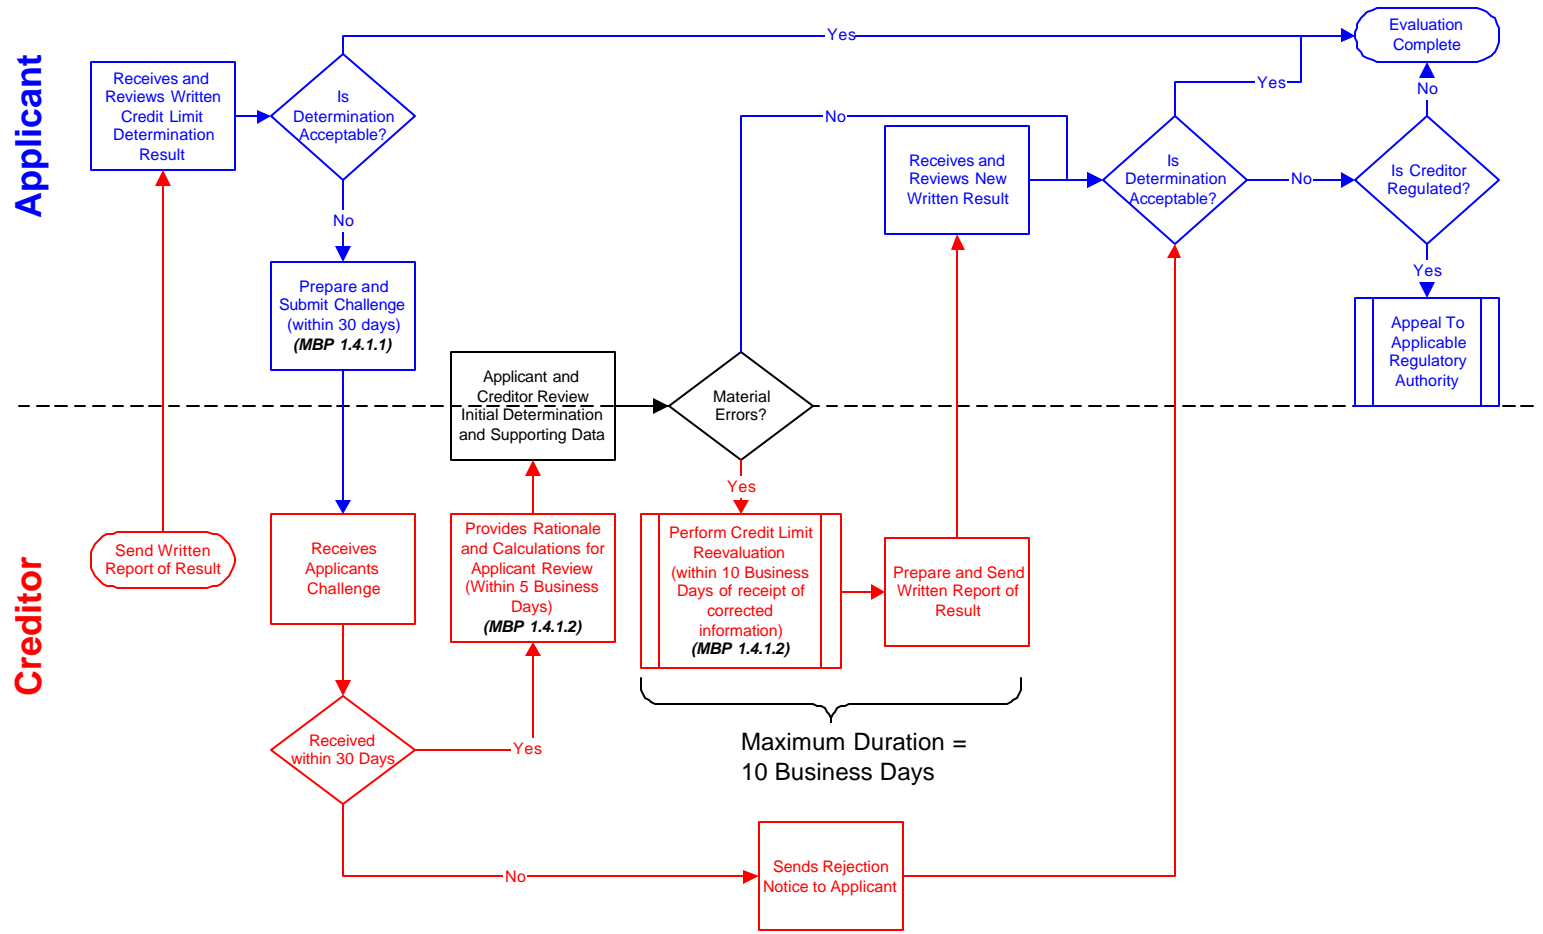 Applicant
Receives and
Reviews Written
Credit Limit
Determination
Result
Is
Determination
Acceptable?
Yes
No
Prepare and
Submit Challenge
(within 30 days)
(MBP 1.4.1.1)
Applicant and
Creditor Review
Initial Determination
and Supporting Data
Material
Errors?
No
Receives and
Reviews New
Written Result
Is
Determination
Acceptable?
Yes
No
Evaluation
Complete
No
Is Creditor
Regulated?
Yes
Appeal To
Applicable
Regulatory
Authority
Creditor
Send Written
Report of Result
Receives
Applicants
Challenge
Received
within 30 Days
Yes
No
Provides Rationale
and Calculations for
Applicant Review
(Within 5 Business
Days)
(MBP 1.4.1.2)
Yes
Perform Credit Limit
Reevaluation
(within 10 Business
Days of receipt of
corrected
information)
(MBP 1.4.1.2)
Prepare and Send
Written Report of
Result
Maximum Duration =
10 Business Days
Sends Rejection
Notice to Applicant